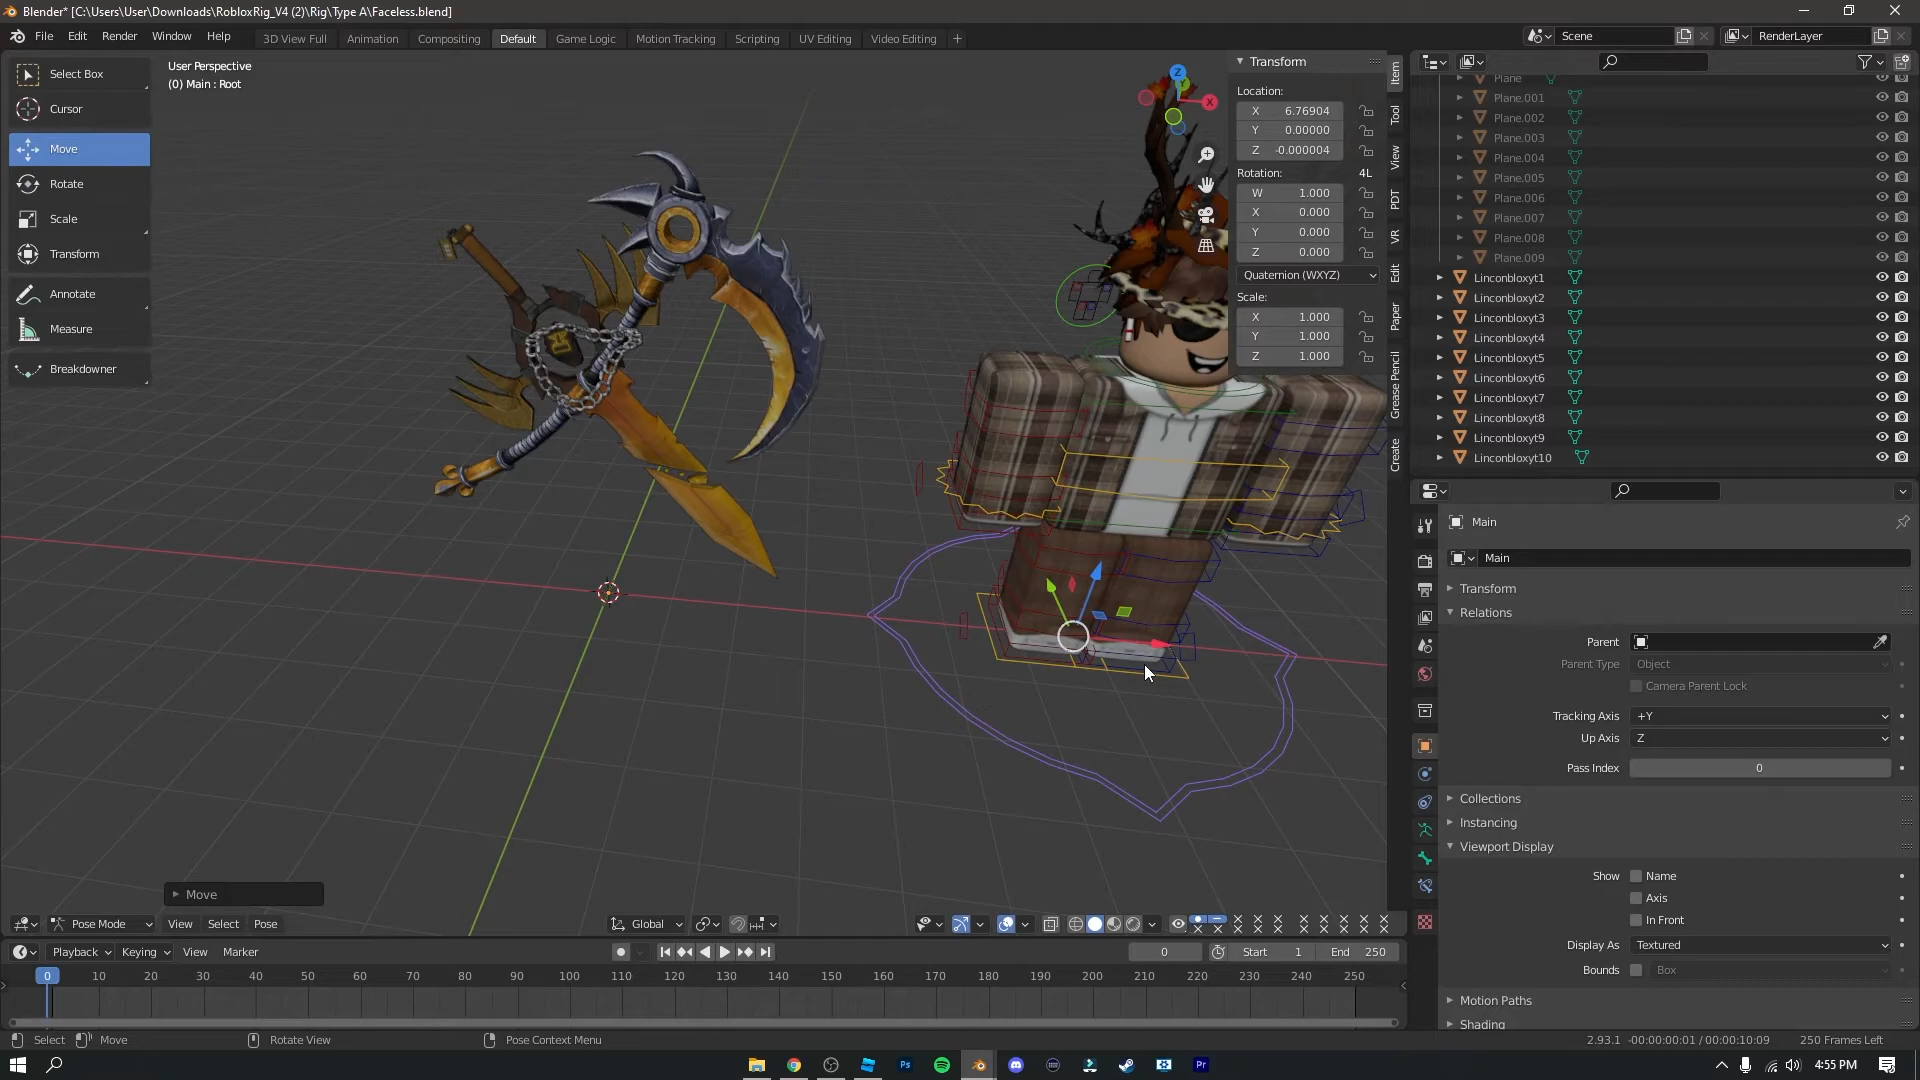 Blender* [C:\Users\User\Downloads\RobloxRig_V4 (2)\Rig\Type A\Faceless.blend]
File Edit Render Window Help
3D View Full Animation Compositing Default Game Logic Motion Tracking Scripting UV Editing Video Editing +
Scene
RenderLayer
Select Box
Cursor
Move
Rotate
Scale
Transform
Annotate
Measure
Breakdowner
User Perspective
(0) Main : Root
Z
Y
X
Transform
Location:
X 6.76904
Y 0.00000
Z -0.000004
Rotation: 4L
W 1.000
X 0.000
Y 0.000
Z 0.000
Quaternion (WXYZ)
Scale:
X 1.000
Y 1.000
Z 1.000
Item
Tool
View
PDT
VR
Edit
Paper
Grease Pencil
Create
Plane
Plane.001
Plane.002
Plane.003
Plane.004
Plane.005
Plane.006
Plane.007
Plane.008
Plane.009
Linconbloxyt1
Linconbloxyt2
Linconbloxyt3
Linconbloxyt4
Linconbloxyt5
Linconbloxyt6
Linconbloxyt7
Linconbloxyt8
Linconbloxyt9
Linconbloxyt10
Main
Main
Transform
Relations
Parent
Parent Type Object
Camera Parent Lock
Tracking Axis +Y
Up Axis Z
Pass Index 0
Collections
Instancing
Viewport Display
Show Name
Axis
In Front
Display As Textured
Bounds Box
Motion Paths
Shading
Move
Pose Mode View Select Pose
Global
Playback Keying View Marker
0 Start 1 End 250
0 10 20 30 40 50 60 70 80 90 100 110 120 130 140 150 160 170 180 190 200 210 220 230 240 250
Select Move Rotate View Pose Context Menu
2.93.1 -00:00:00:01 / 00:00:10:09 250 Frames Left
Ps
Pr
4:55 PM